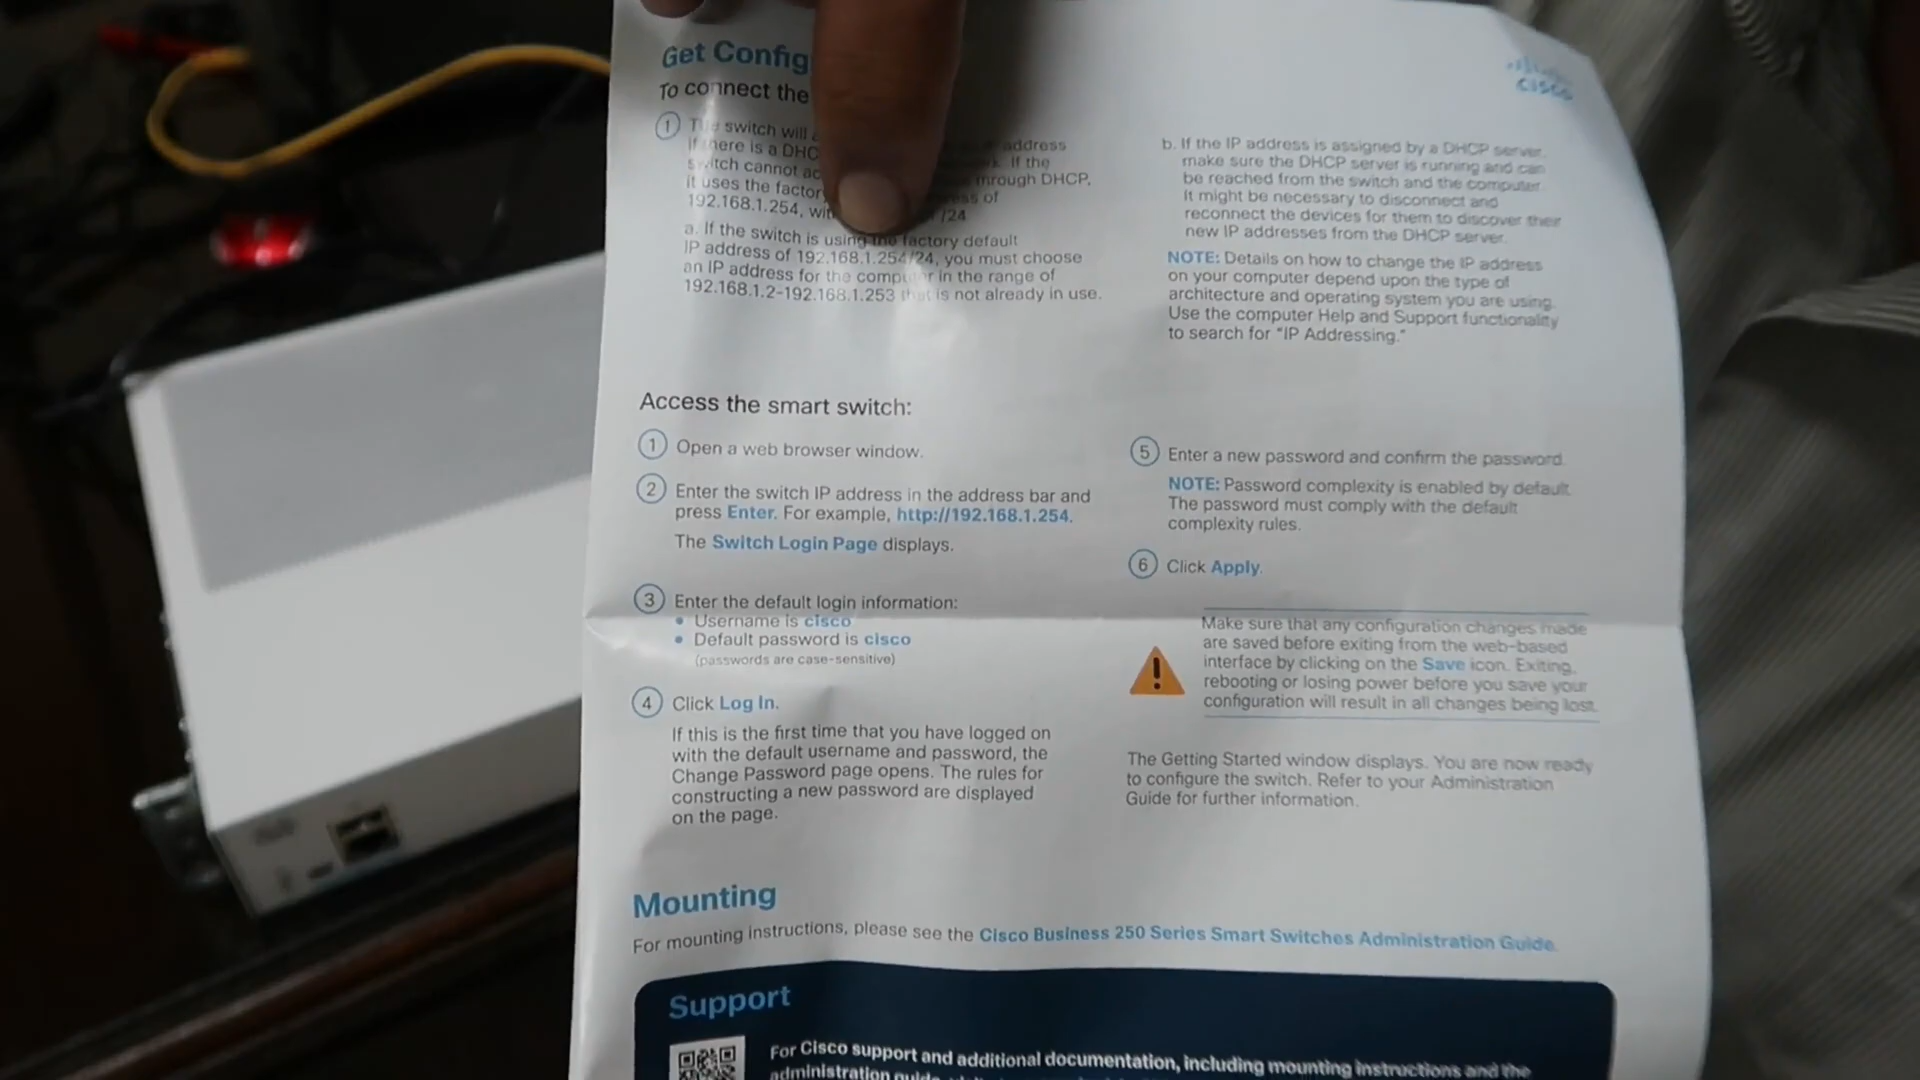 Get Config
To connect the
1 The switch will
address
If there is a DHC
If the
switch cannot
through DHCP,
it uses the factory
of
192.168.1.254, with
/24
a. If the switch is using the factory default
IP address of 192.168.1.254/24, you must choose
an IP address for the computer in the range of
192.168.1.2-192.168.1.253 that is not already in use.
CISCO
b. If the IP address is assigned by a DHCP server,
make sure the DHCP server is running and can
be reached from the switch and the computer.
It might be necessary to disconnect and
reconnect the devices for them to discover their
new IP addresses from the DHCP server.
NOTE: Details on how to change the IP address
on your computer depend upon the type of
architecture and operating system you are using.
Use the computer Help and Support functionality
to search for “IP Addressing.”
Access the smart switch:
1 Open a web browser window.
2 Enter the switch IP address in the address bar and
press Enter. For example, http://192.168.1.254.
The Switch Login Page displays.
3 Enter the default login information:
• Username is cisco
• Default password is cisco
(passwords are case-sensitive)
4 Click Log In.
If this is the first time that you have logged on
with the default username and password, the
Change Password page opens. The rules for
constructing a new password are displayed
on the page.
5 Enter a new password and confirm the password.
NOTE: Password complexity is enabled by default.
The password must comply with the default
complexity rules.
6 Click Apply.
Make sure that any configuration changes made
are saved before exiting from the web-based
interface by clicking on the Save icon. Exiting,
rebooting or losing power before you save your
configuration will result in all changes being lost.
The Getting Started window displays. You are now ready
to configure the switch. Refer to your Administration
Guide for further information.
Mounting
For mounting instructions, please see the Cisco Business 250 Series Smart Switches Administration Guide.
Support
For Cisco support and additional documentation, including mounting instructions and the
administration guide,